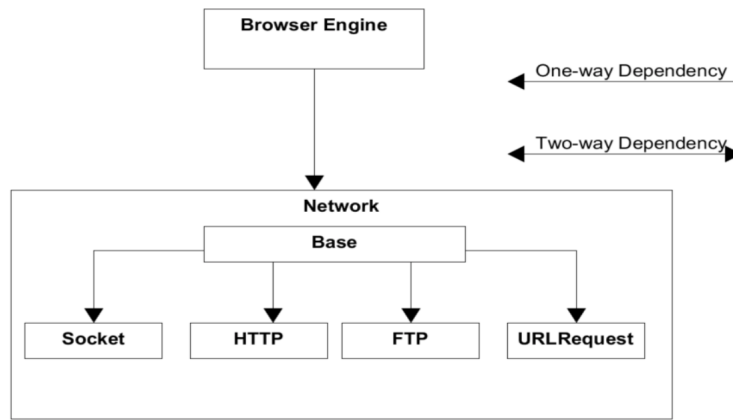 Browser Engine
One-way Dependency
Two-way Dependency
Network
Base
Socket
HTTP
FTP
URLRequest